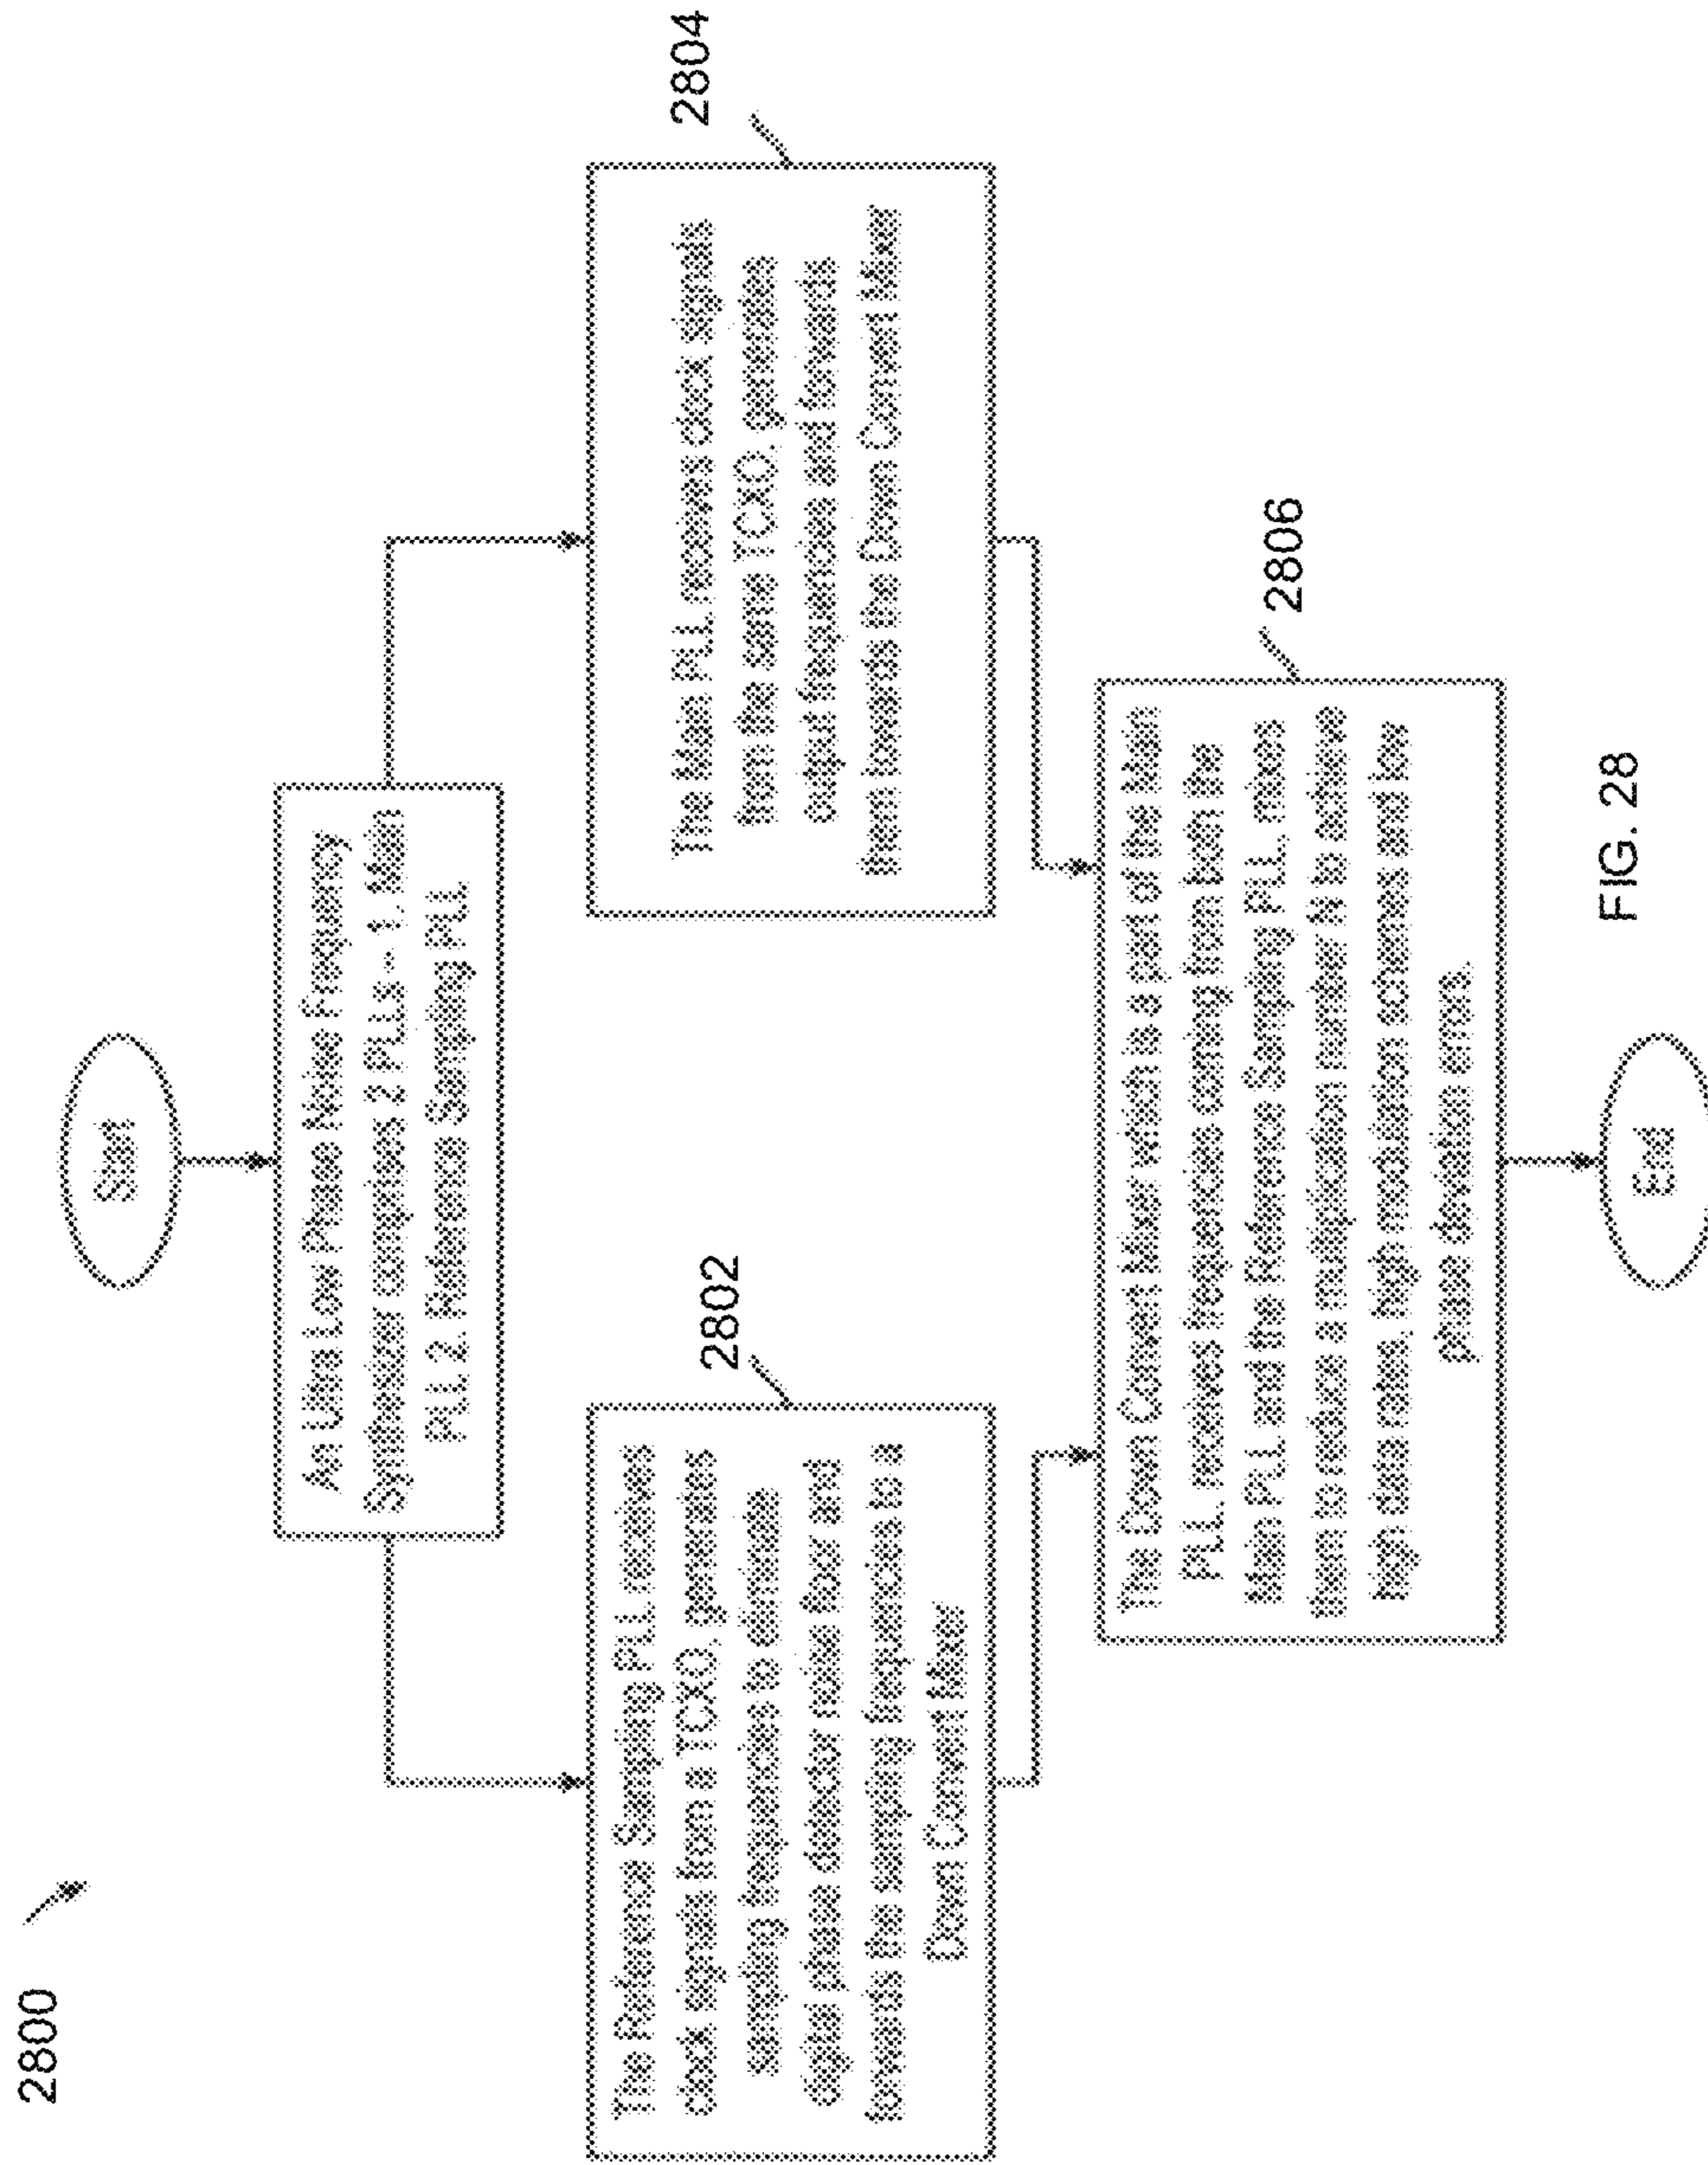 2800
Start
An Ultra Low Phase Noise Frequency
Synthesizer comprises 2 PLLs -- 1. Main
PLL 2. Reference Sampling PLL
2802
The Reference Sampling PLL receives
clock signals from a TCXO, generates
sampling frequencies to eliminate
digital phase detector noise floor and
forwards the sampling frequencies to a
Down Convert Mixer
2804
The Main PLL receives clock signals
from the same TCXO, generates
output frequencies and forwards
them towards the Down Convert Mixer
2806
The Down Convert Mixer which is a part of the Main
PLL, receives frequencies coming from both the
Main PLL and the Reference Sampling PLL, mixes
them to reduce a multiplication number N to achieve
high data rates, high modulation schemes and low
phase deviation errors.
End
FIG. 28